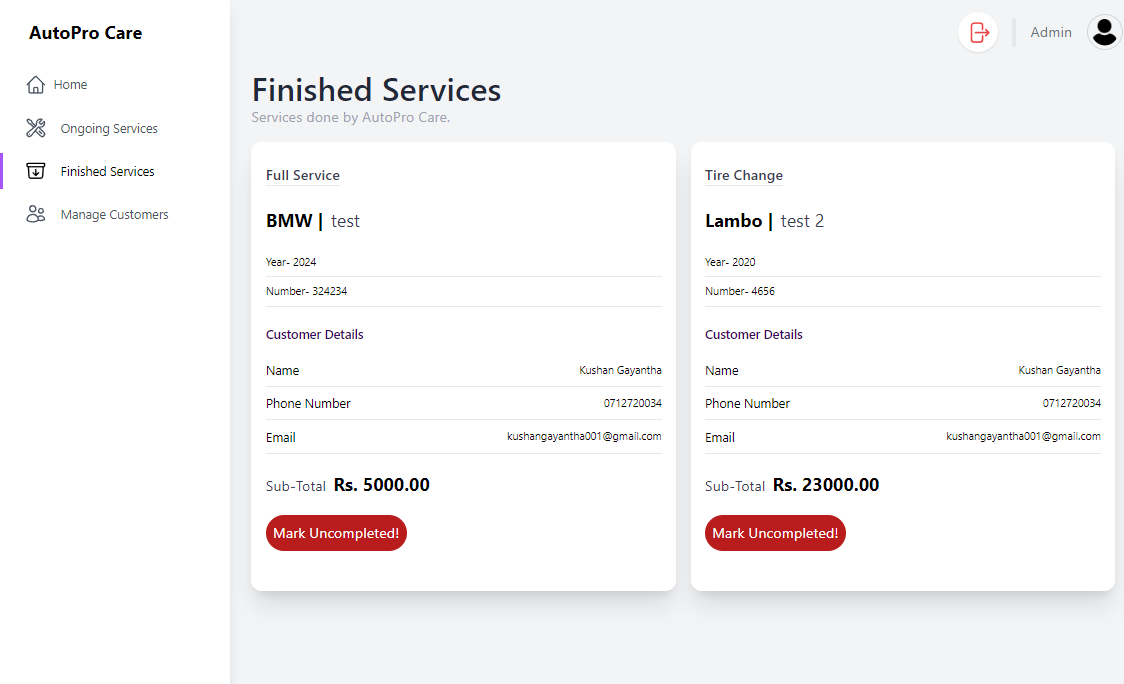 AutoPro Care
Admin
Home
Ongoing Services
Finished Services
Manage Customers
Finished Services
Services done by AutoPro Care.
Full Service
BMW | test
Year- 2024
Number- 324234
Customer Details
Name Kushan Gayantha
Phone Number 0712720034
Email kushangayantha001@gmail.com
Sub-Total Rs. 5000.00
Mark Uncompleted!
Tire Change
Lambo | test 2
Year- 2020
Number- 4656
Customer Details
Name Kushan Gayantha
Phone Number 0712720034
Email kushangayantha001@gmail.com
Sub-Total Rs. 23000.00
Mark Uncompleted!